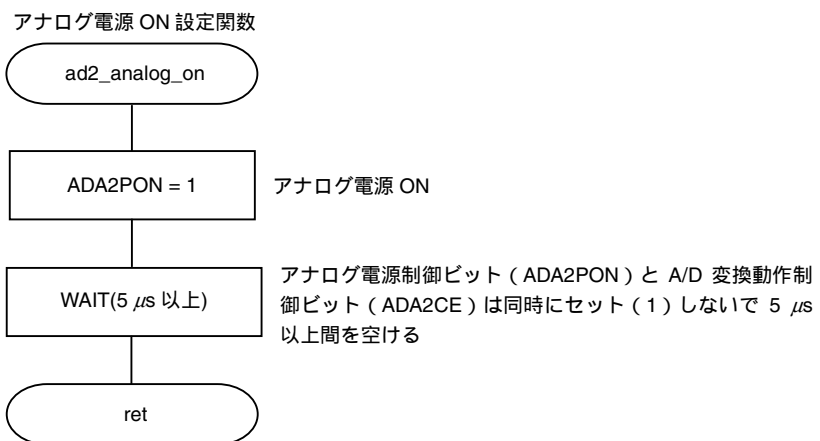 アナログ電源 ON 設定関数
ad2_analog_on
ADA2PON = 1
アナログ電源 ON
WAIT(5 μs 以上)
アナログ電源制御ビット（ADA2PON）と A/D 変換動作制
御ビット（ADA2CE）は同時にセット（1）しないで 5 μs
以上間を空ける
ret